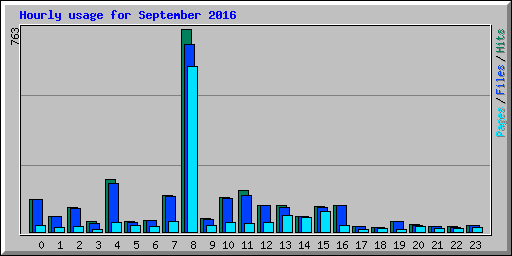 Hourly usage for September 2016
763
Pages / Files / Hits
0 1 2 3 4 5 6 7 8 9 10 11 12 13 14 15 16 17 18 19 20 21 22 23